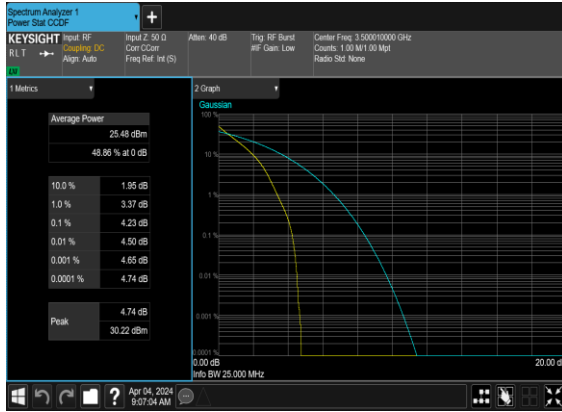 Spectrum Analyzer 1
Power Stat CCDF
KEYSIGHT
RLT
LU
Input: RF
Coupling: DC
Align: Auto
Input Z: 50 Ω
Corr CCorr
Freq Ref: Int (S)
Atten: 40 dB
Trig: RF Burst
#IF Gain: Low
Center Freq: 3.500010000 GHz
Counts: 1.00 M/1.00 Mpt
Radio Std: None
1 Metrics
Average Power
25.48 dBm
48.86 % at 0 dB
10.0 % 1.95 dB
1.0 % 3.37 dB
0.1 % 4.23 dB
0.01 % 4.50 dB
0.001 % 4.65 dB
0.0001 % 4.74 dB
Peak
4.74 dB
30.22 dBm
2 Graph
Gaussian
100 %
10 %
1 %
0.1 %
0.01 %
0.001 %
0.0001 %
0.00 dB
20.00 d
Info BW 25.000 MHz
Apr 04, 2024
9:07:04 AM